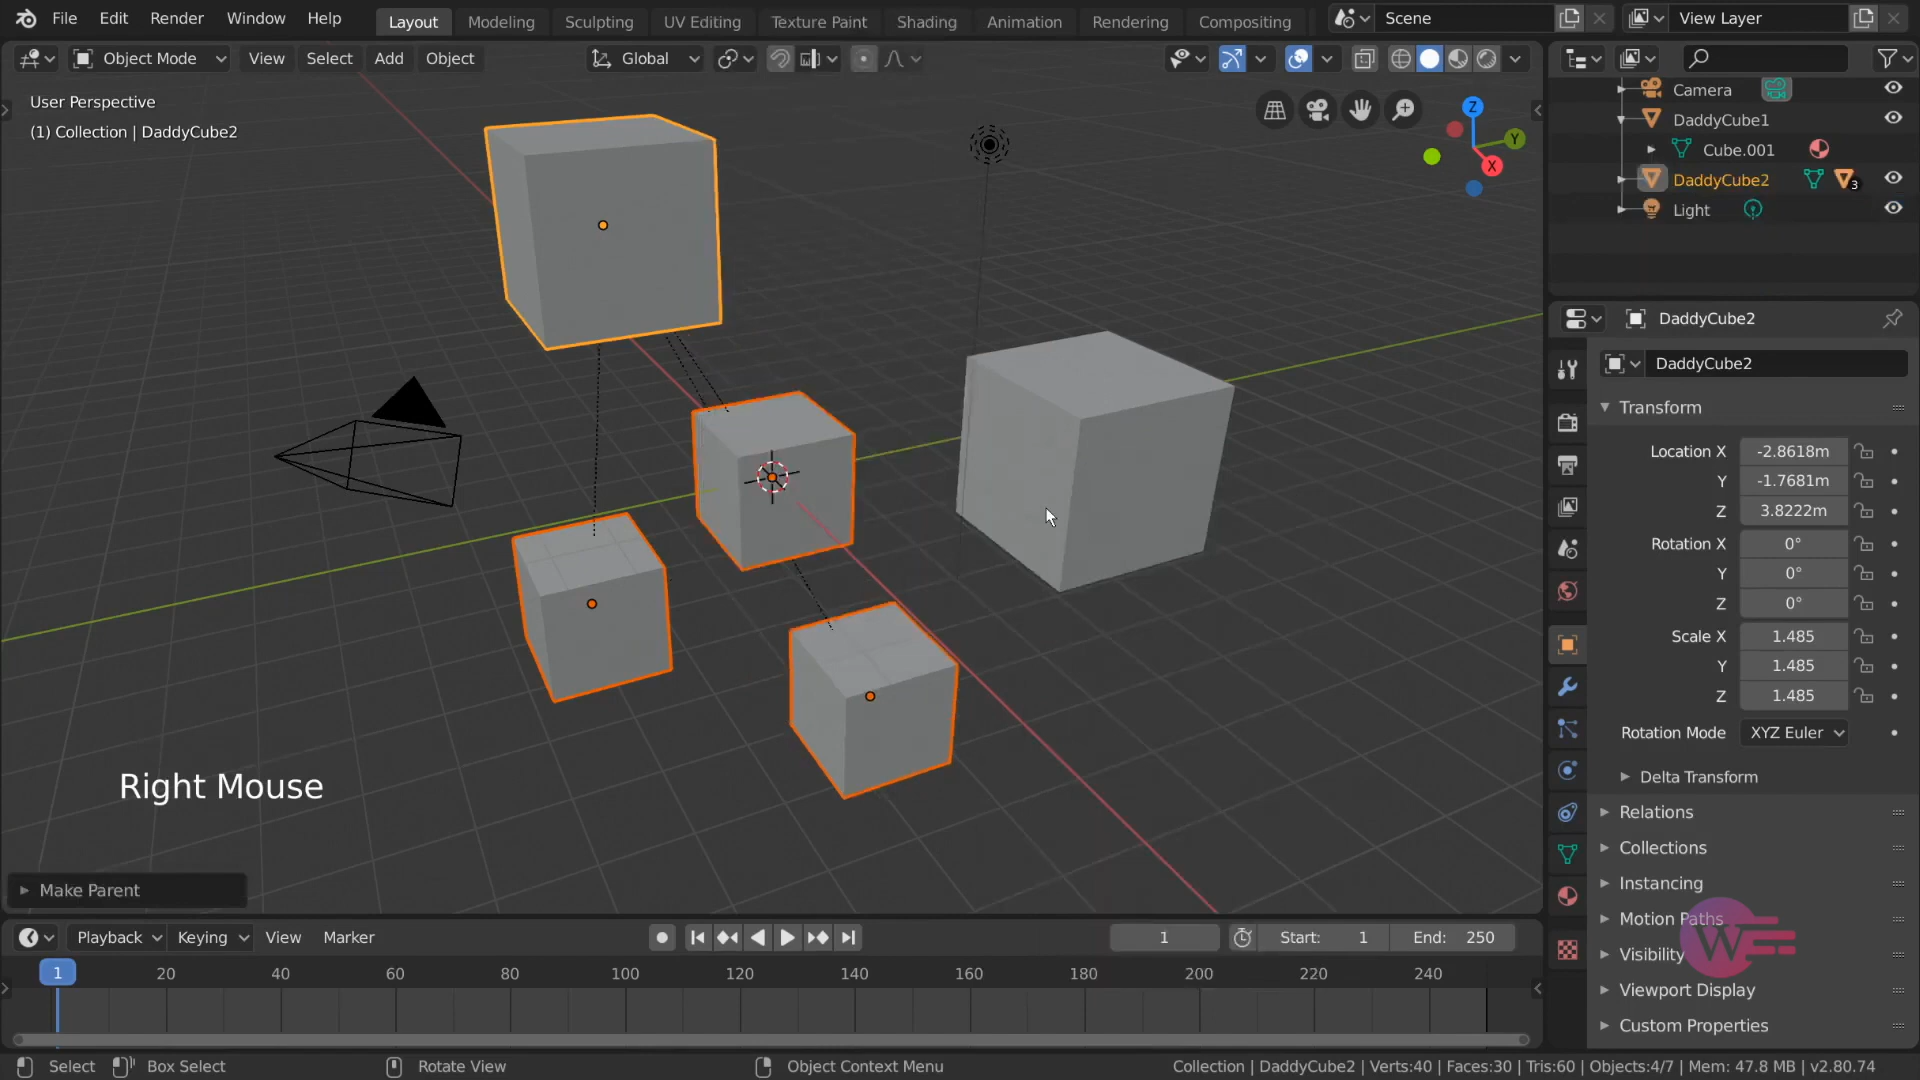 File Edit Render Window Help Layout Modeling Sculpting UV Editing Texture Paint Shading Animation Rendering Compositing Scene View Layer
Object Mode View Select Add Object Global
User Perspective
(1) Collection | DaddyCube2
Z
Y
X
Camera
DaddyCube1
Cube.001
DaddyCube2 3
Light
DaddyCube2
DaddyCube2
Transform
Location X -2.8618m
Y -1.7681m
Z 3.8222m
Rotation X 0°
Y 0°
Z 0°
Scale X 1.485
Y 1.485
Z 1.485
Rotation Mode XYZ Euler
Delta Transform
Relations
Collections
Instancing
Motion Paths
Visibility
Viewport Display
Custom Properties
Right Mouse
Make Parent
Playback Keying View Marker 1 Start: 1 End: 250
1 20 40 60 80 100 120 140 160 180 200 220 240
Select Box Select Rotate View Object Context Menu Collection | DaddyCube2 | Verts:40 | Faces:30 | Tris:60 | Objects:4/7 | Mem: 47.8 MB | v2.80.74